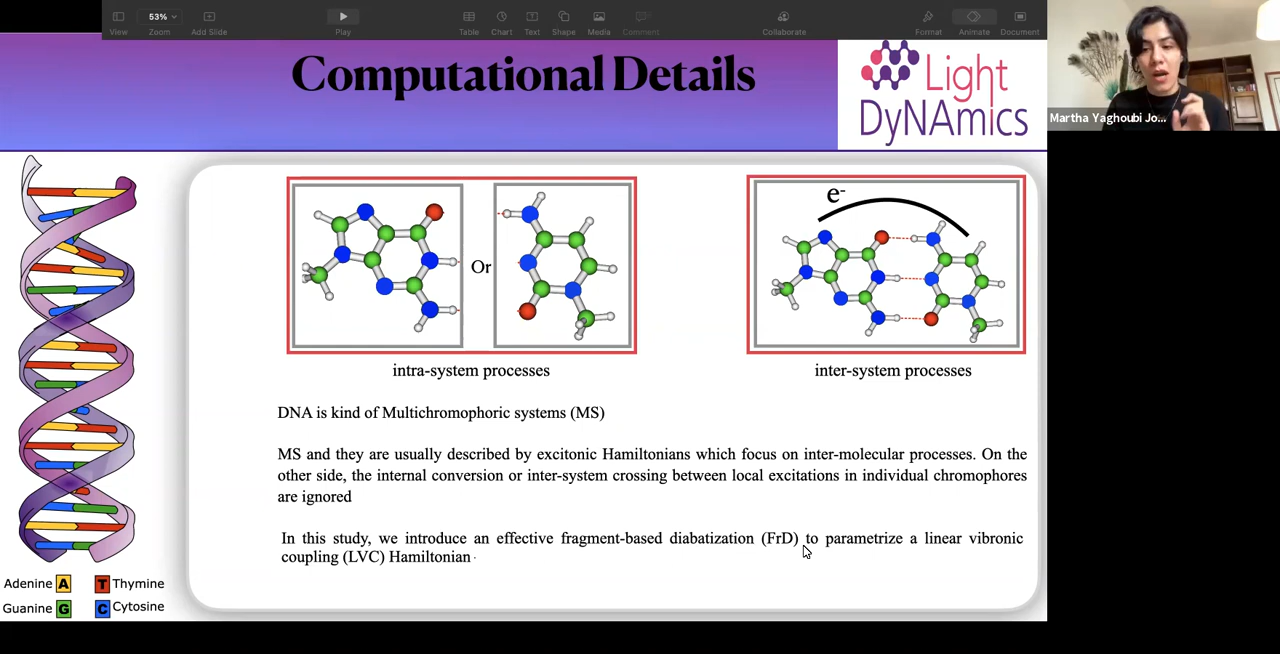 View
53%
Zoom
Add Slide
Play
Table
Chart
Text
Shape
Media
Comment
Collaborate
Format
Animate
Document
Computational Details
Light
DyNAmics
Martha Yaghoubi Jo...
Or
e-
intra-system processes
inter-system processes
DNA is kind of Multichromophoric systems (MS)
MS and they are usually described by excitonic Hamiltonians which focus on inter-molecular processes. On the
other side, the internal conversion or inter-system crossing between local excitations in individual chromophores
are ignored
In this study, we introduce an effective fragment-based diabatization (FrD) to parametrize a linear vibronic
coupling (LVC) Hamiltonian
Adenine A T Thymine
Guanine G C Cytosine